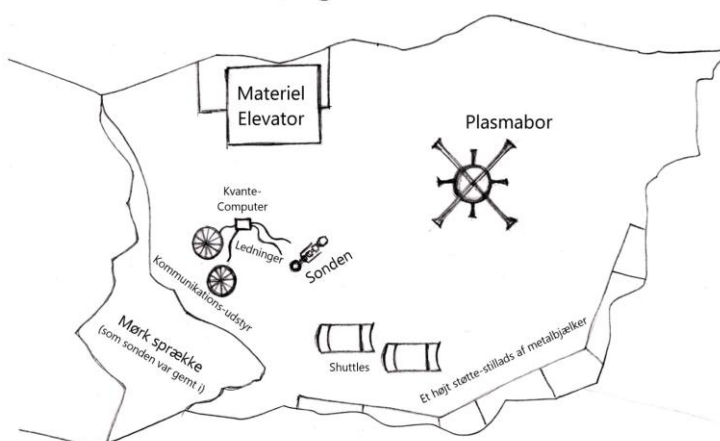 Materiel
Elevator
Plasmabor
Kvante-
Computer
Ledninger
Sonden
Kommunikations-udstyr
Mørk sprække
(som sonden var gemt i)
Shuttles
Et højt støtte-stillads af metalbjælker